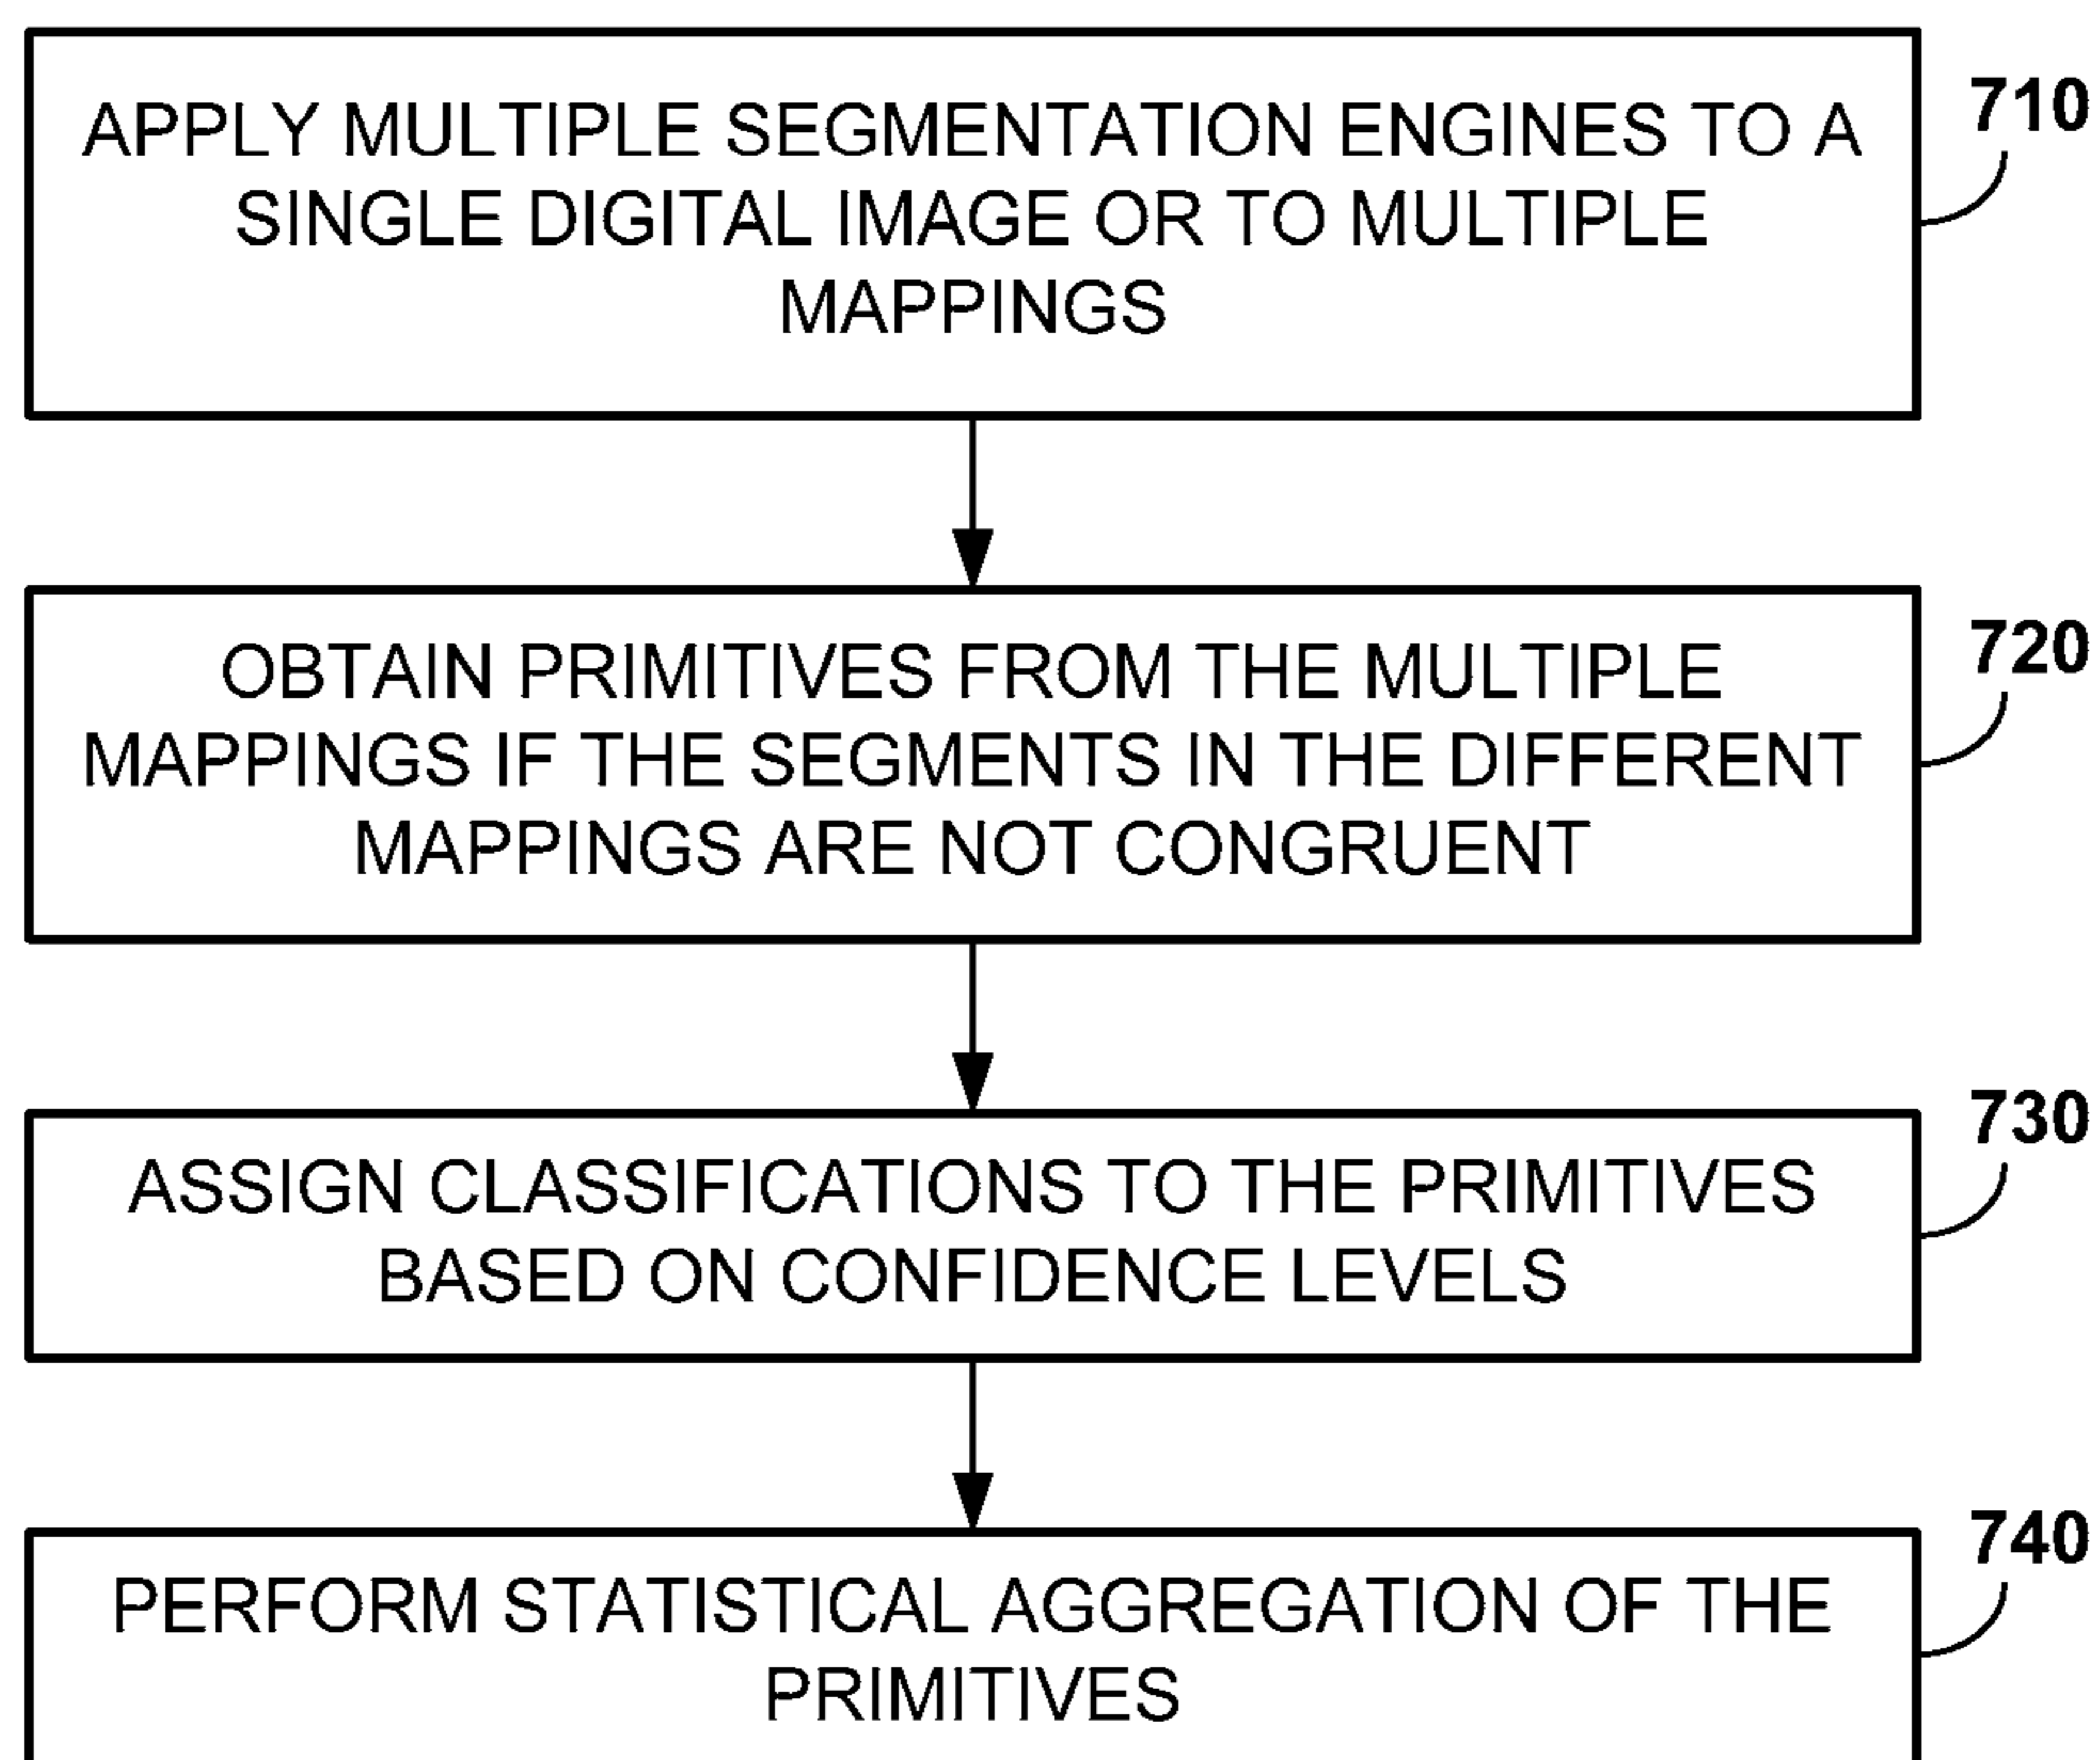 APPLY MULTIPLE SEGMENTATION ENGINES TO A
SINGLE DIGITAL IMAGE OR TO MULTIPLE
MAPPINGS
710
OBTAIN PRIMITIVES FROM THE MULTIPLE
MAPPINGS IF THE SEGMENTS IN THE DIFFERENT
MAPPINGS ARE NOT CONGRUENT
720
ASSIGN CLASSIFICATIONS TO THE PRIMITIVES
BASED ON CONFIDENCE LEVELS
730
PERFORM STATISTICAL AGGREGATION OF THE
PRIMITIVES
740